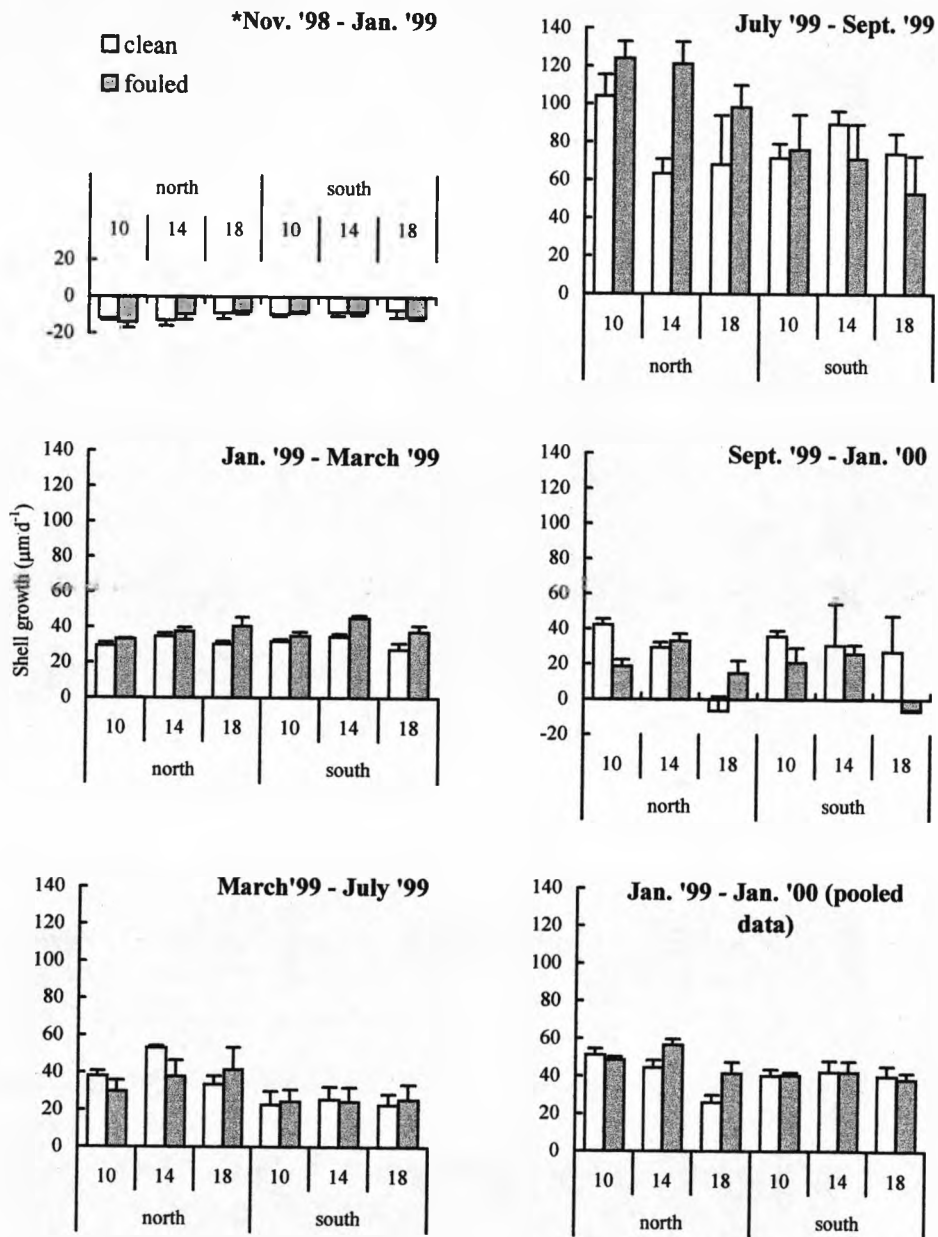 *Nov. '98 - Jan. '99
clean
fouled
north south
10 14 18 10 14 18
20
0
-20
July '99 - Sept. '99
140
120
100
80
60
40
20
0
10 14 18 10 14 18
north south
Shell growth (µm d⁻¹)
Jan. '99 - March '99
140
120
100
80
60
40
20
0
10 14 18 10 14 18
north south
Sept. '99 - Jan. '00
140
120
100
80
60
40
20
0
-20
10 14 18 10 14 18
north south
March'99 - July '99
140
120
100
80
60
40
20
0
10 14 18 10 14 18
north south
Jan. '99 - Jan. '00 (pooled
data)
140
120
100
80
60
40
20
0
10 14 18 10 14 18
north south